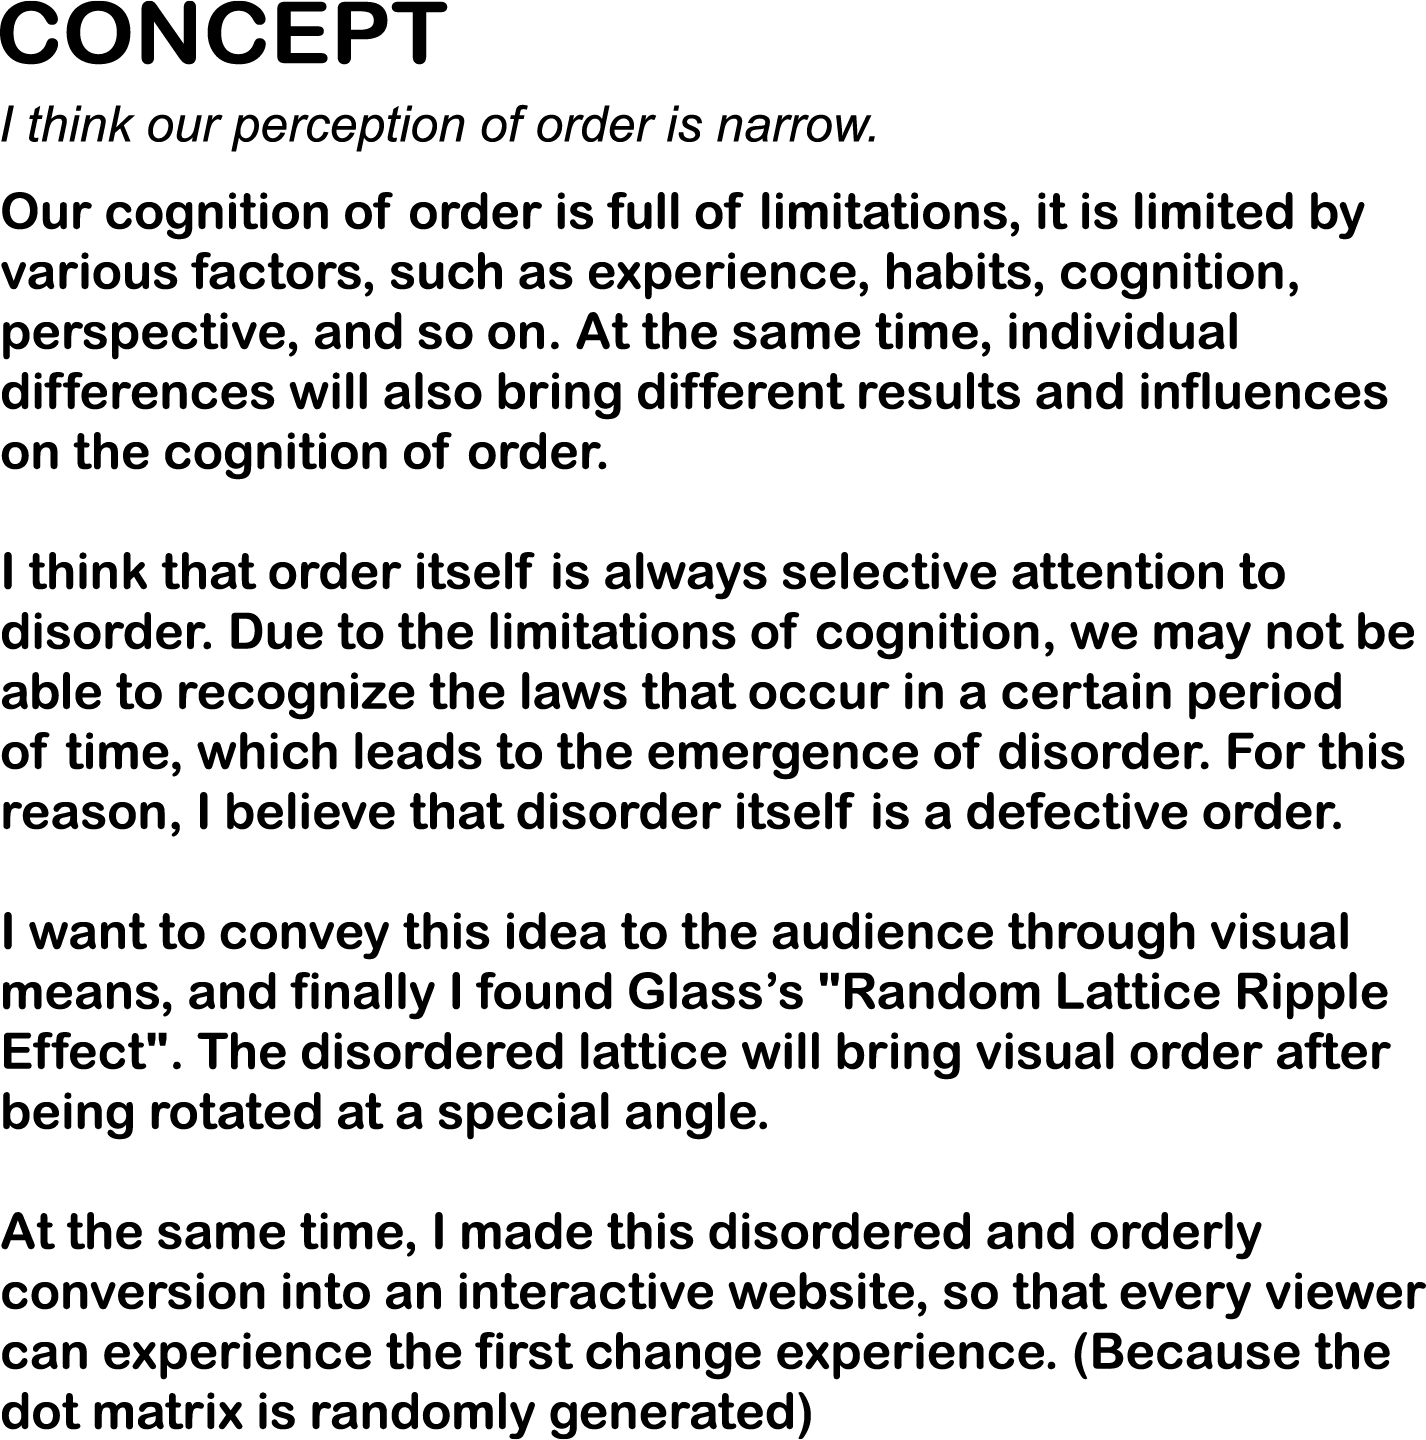 CONCEPT
I think our perception of order is narrow.
Our cognition of order is full of limitations, it is limited by
various factors, such as experience, habits, cognition,
perspective, and so on. At the same time, individual
differences will also bring different results and influences
on the cognition of order.
I think that order itself is always selective attention to
disorder. Due to the limitations of cognition, we may not be
able to recognize the laws that occur in a certain period
of time, which leads to the emergence of disorder. For this
reason, I believe that disorder itself is a defective order.
I want to convey this idea to the audience through visual
means, and finally I found Glass’s "Random Lattice Ripple
Effect". The disordered lattice will bring visual order after
being rotated at a special angle.
At the same time, I made this disordered and orderly
conversion into an interactive website, so that every viewer
can experience the first change experience. (Because the
dot matrix is randomly generated)